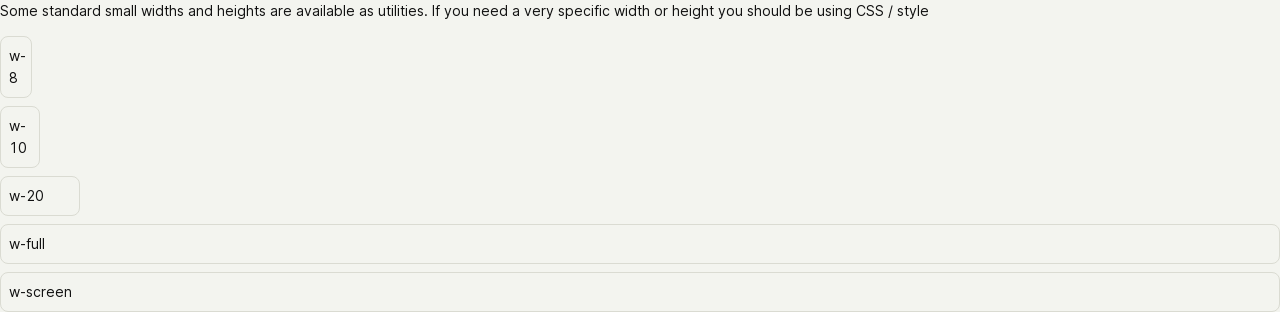 Some standard small widths and heights are available as utilities. If you need a very specific width or height you should be using CSS / style
w-
8
w-
10
w-20
w-full
w-screen